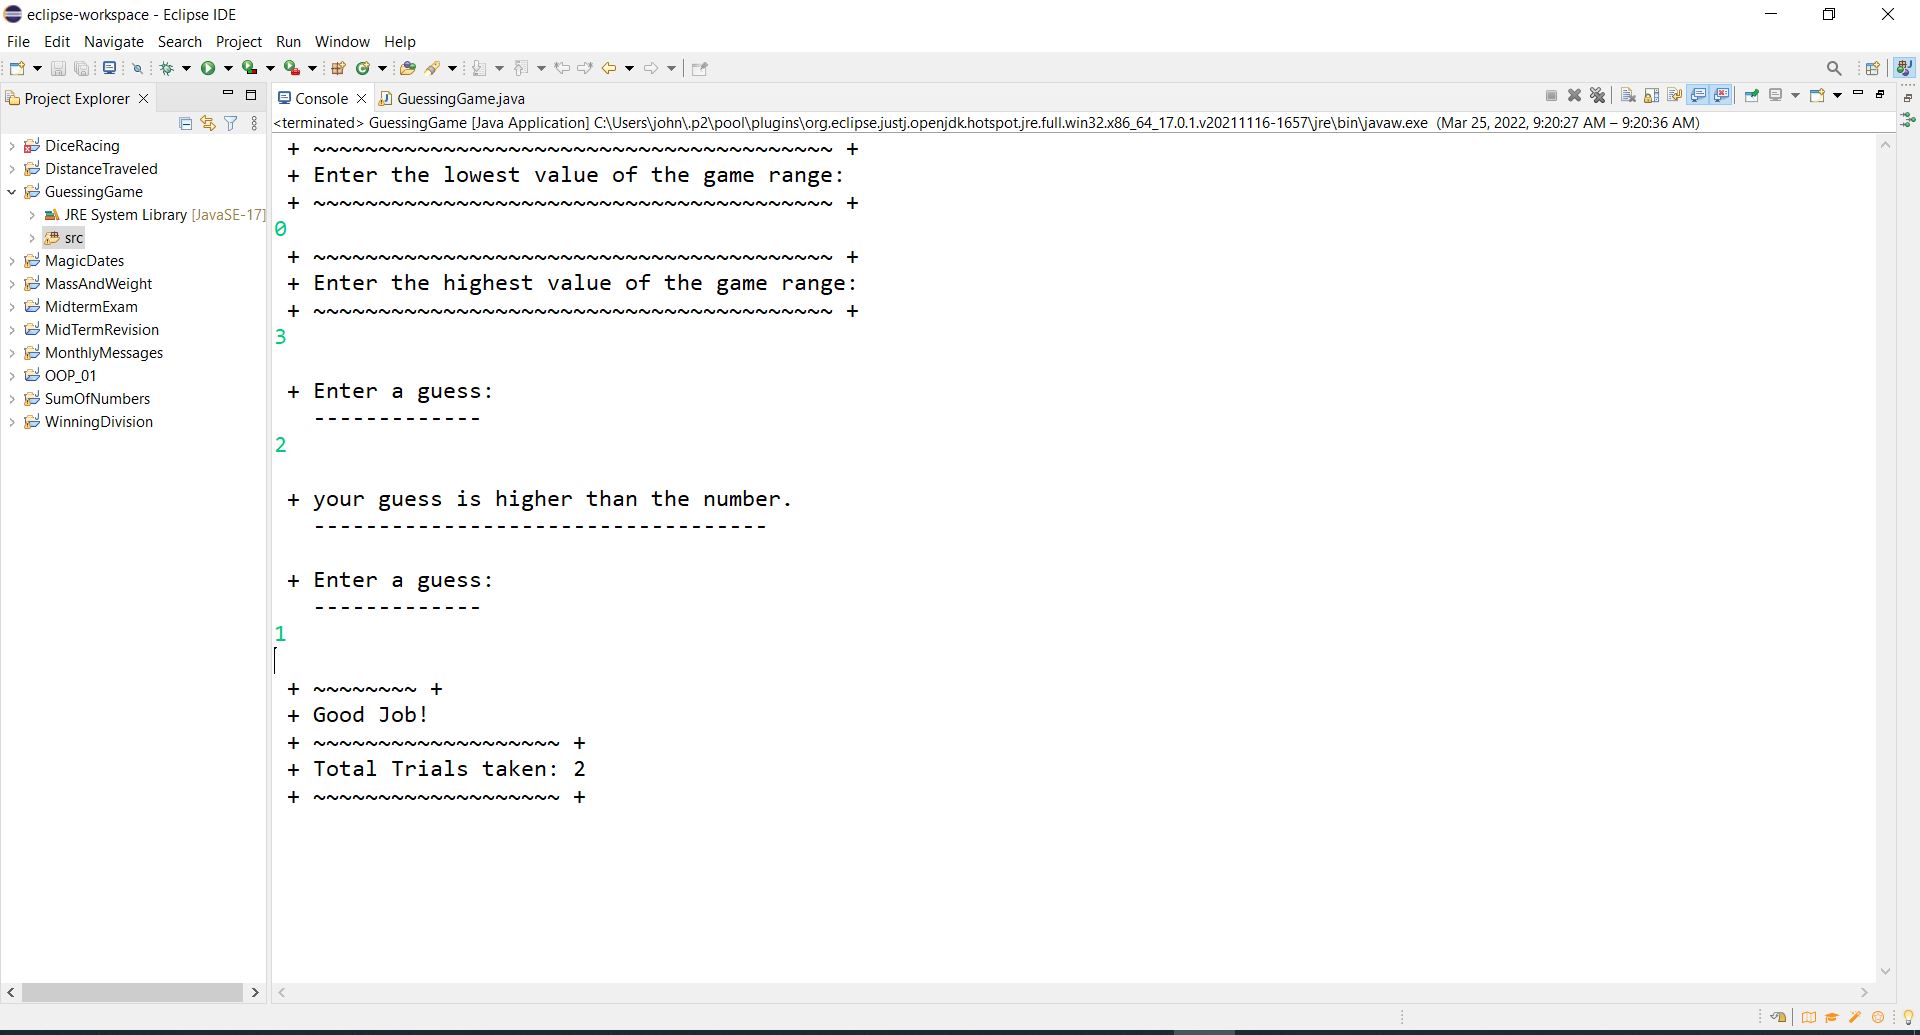 eclipse-workspace - Eclipse IDE
File Edit Navigate Search Project Run Window Help
Project Explorer
Console GuessingGame.java
<terminated> GuessingGame [Java Application] C:\Users\john\.p2\pool\plugins\org.eclipse.justj.openjdk.hotspot.jre.full.win32.x86_64_17.0.1.v20211116-1657\jre\bin\javaw.exe (Mar 25, 2022, 9:20:27 AM – 9:20:36 AM)
DiceRacing
DistanceTraveled
GuessingGame
JRE System Library [JavaSE-17]
src
MagicDates
MassAndWeight
MidtermExam
MidTermRevision
MonthlyMessages
OOP_01
SumOfNumbers
WinningDivision
+ ~~~~~~~~~~~~~~~~~~~~~~~~~~~~~~~~~~~~~~~~ +
+ Enter the lowest value of the game range:
+ ~~~~~~~~~~~~~~~~~~~~~~~~~~~~~~~~~~~~~~~~ +
0
+ ~~~~~~~~~~~~~~~~~~~~~~~~~~~~~~~~~~~~~~~~ +
+ Enter the highest value of the game range:
+ ~~~~~~~~~~~~~~~~~~~~~~~~~~~~~~~~~~~~~~~~ +
3
+ Enter a guess:
-------------
2
+ your guess is higher than the number.
-----------------------------------
+ Enter a guess:
-------------
1
+ ~~~~~~~~ +
+ Good Job!
+ ~~~~~~~~~~~~~~~~~~~ +
+ Total Trials taken: 2
+ ~~~~~~~~~~~~~~~~~~~ +